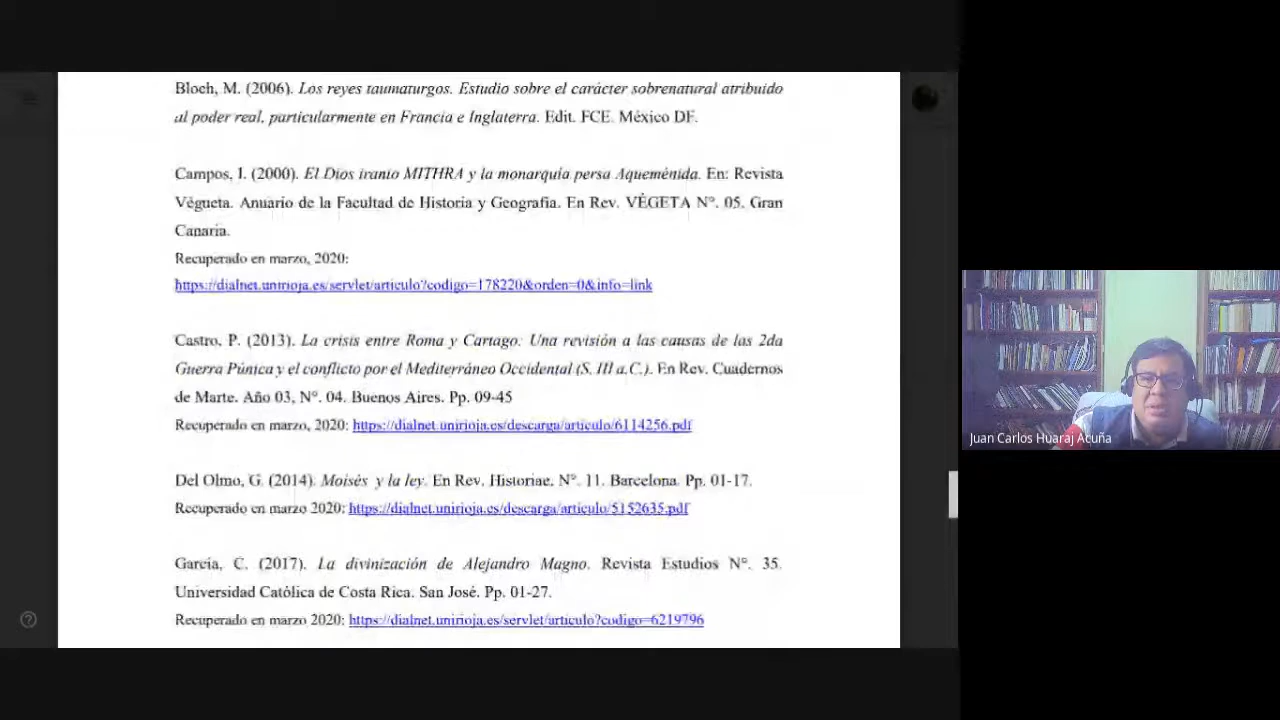 Bloch, M. (2006). Los reyes taumaturgos. Estudio sobre el carácter sobrenatural atribuido
al poder real, particularmente en Francia e Inglaterra. Edit. FCE. México DF.
Campos, I. (2000). El Dios iranio MITHRA y la monarquía persa Aqueménida. En: Revista
Végueta. Anuario de la Facultad de Historia y Geografía. En Rev. VÉGETA N°. 05. Gran
Canaria.
Recuperado en marzo, 2020:
https://dialnet.unirioja.es/servlet/articulo?codigo=178220&orden=0&info=link
Castro, P. (2013). La crisis entre Roma y Cartago: Una revisión a las causas de las 2da
Guerra Púnica y el conflicto por el Mediterráneo Occidental (S. III a.C.). En Rev. Cuadernos
de Marte. Año 03, N°. 04. Buenos Aires. Pp. 09-45
Recuperado en marzo, 2020: https://dialnet.unirioja.es/descarga/articulo/6114256.pdf
Del Olmo, G. (2014). Moisés y la ley. En Rev. Historiae. N°. 11. Barcelona. Pp. 01-17.
Recuperado en marzo 2020: https://dialnet.unirioja.es/descarga/articulo/5152635.pdf
García, C. (2017). La divinización de Alejandro Magno. Revista Estudios N°. 35.
Universidad Católica de Costa Rica. San José. Pp. 01-27.
Recuperado en marzo 2020: https://dialnet.unirioja.es/servlet/articulo?codigo=6219796
Juan Carlos Huaraj Acuña